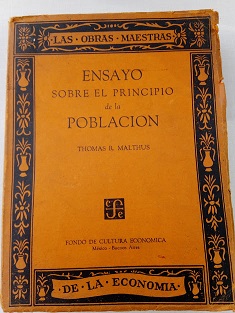 LAS · OBRAS · MAESTRAS
ENSAYO
SOBRE EL PRINCIPIO
de la
POBLACION
THOMAS R. MALTHUS
FONDO DE CULTURA ECONOMICA
México - Buenos Aires
DE · LA · ECONOMIA